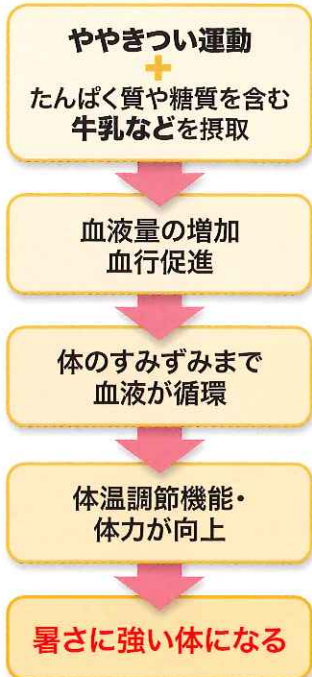 ややきつい運動
+
たんぱく質や糖質を含む
牛乳などを摂取
血液量の増加
血行促進
体のすみずみまで
血液が循環
体温調節機能・
体力が向上
暑さに強い体になる